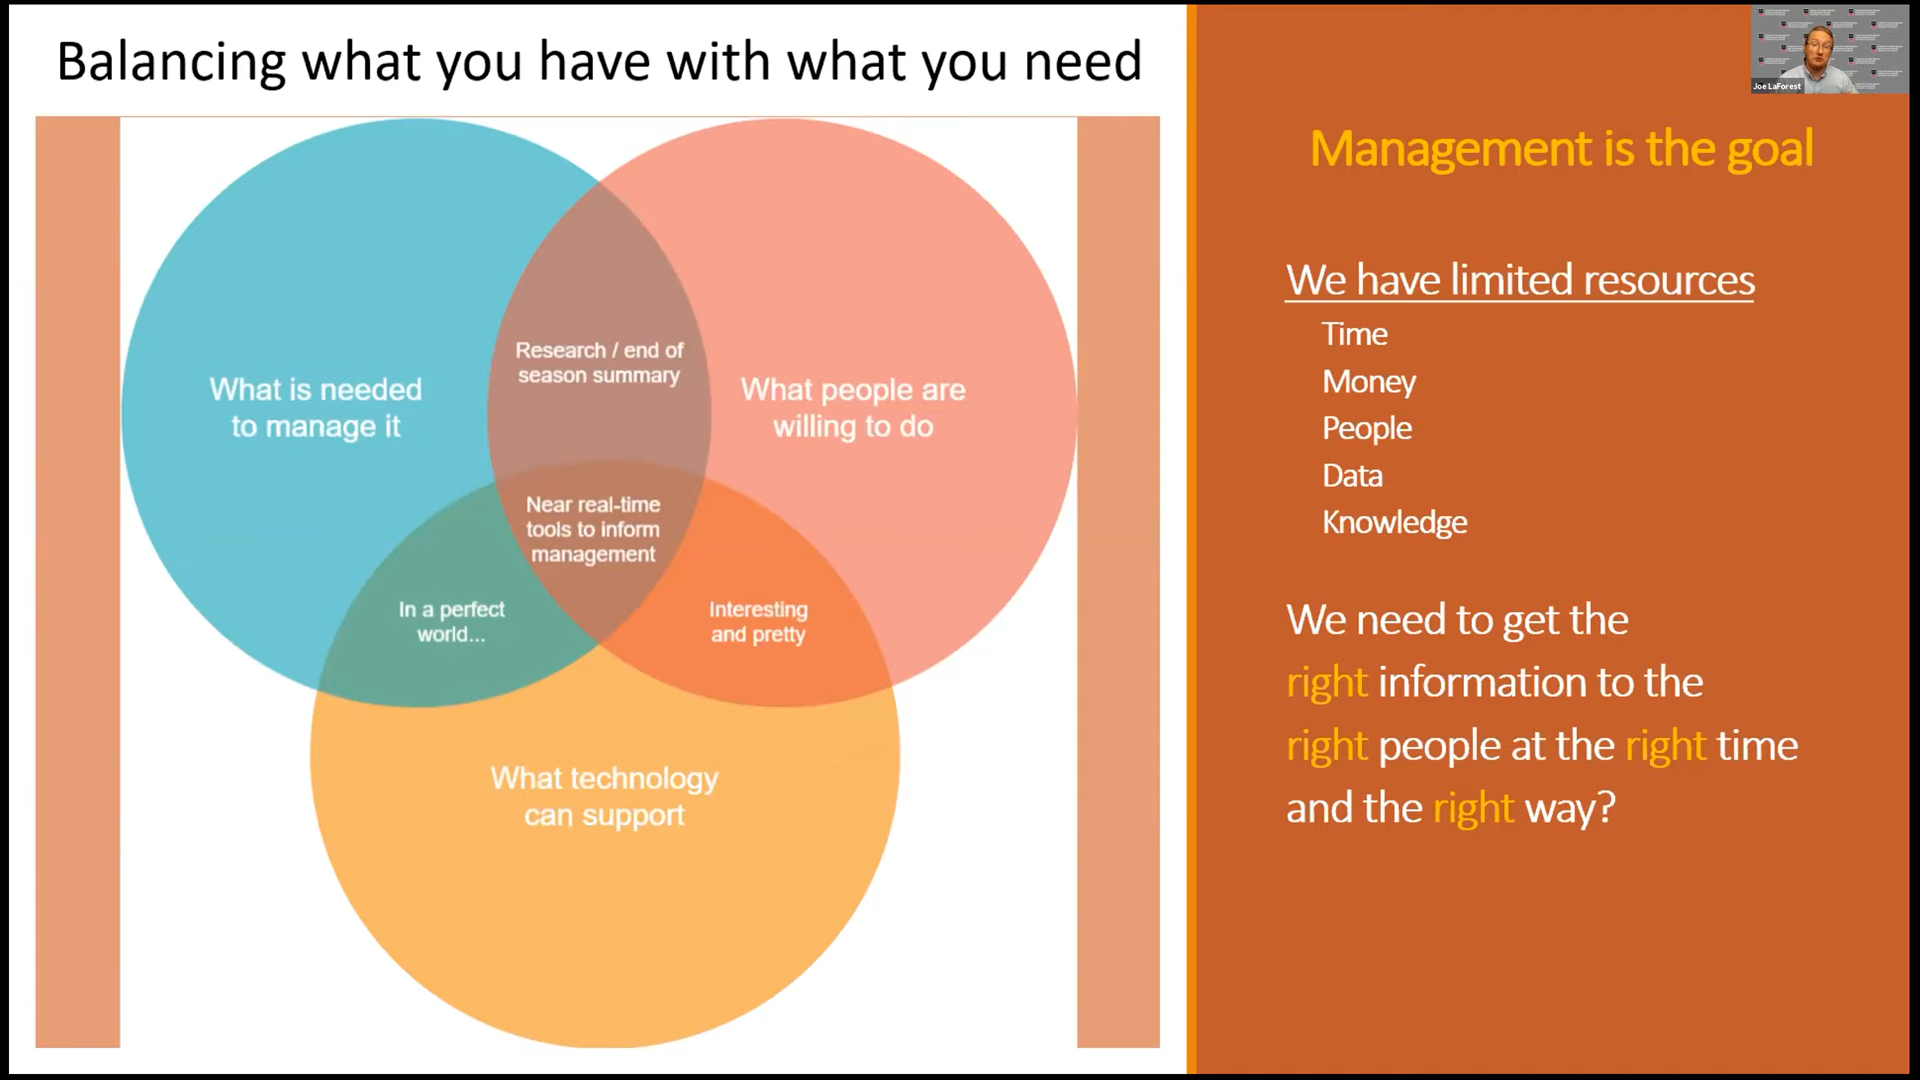 Balancing what you have with what you need
What is needed
to manage it
Research / end of
season summary
What people are
willing to do
Near real-time
tools to inform
management
In a perfect
world...
Interesting
and pretty
What technology
can support
Joe LaForest
Management is the goal
We have limited resources
Time
Money
People
Data
Knowledge
We need to get the
right information to the
right people at the right time
and the right way?